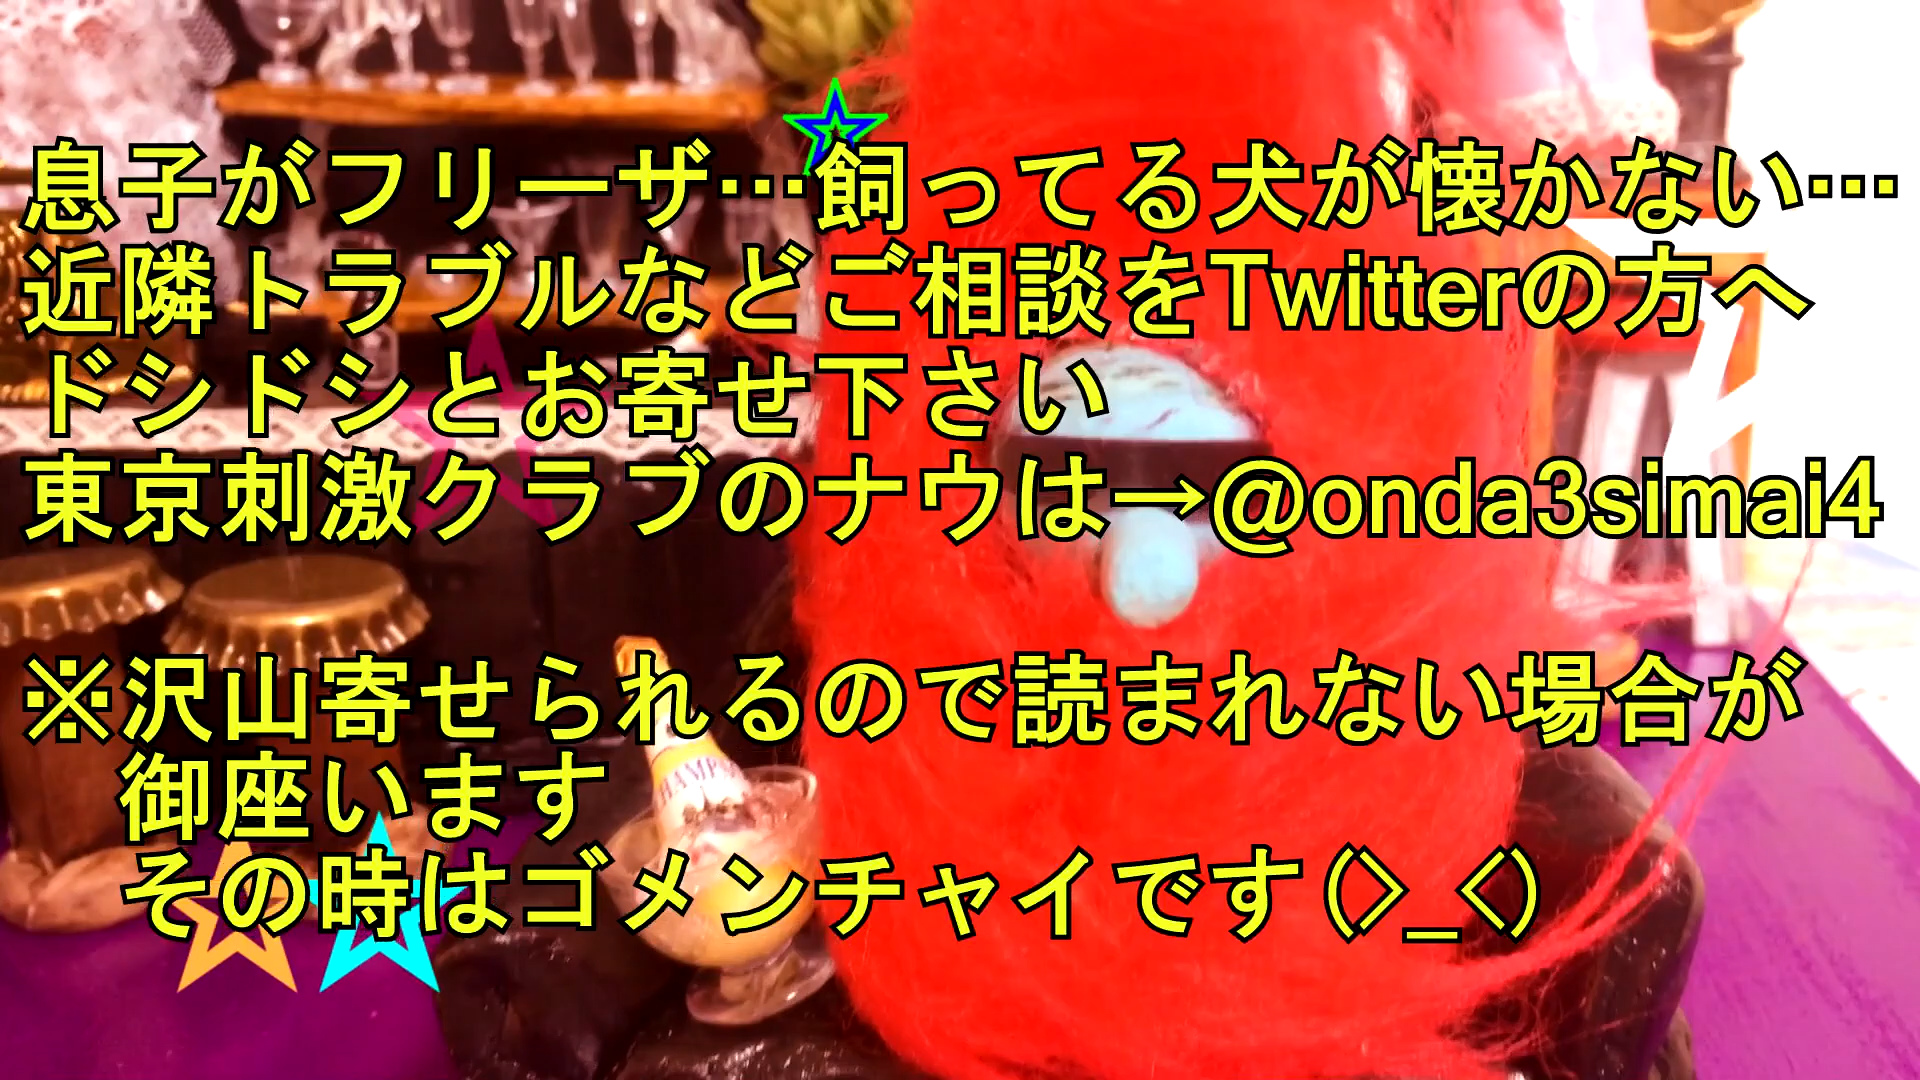 息子がフリーザ…飼ってる犬が懐かない…
近隣トラブルなどご相談をTwitterの方へ
ドシドシとお寄せ下さい
東京刺激クラブのナウは→@onda3simai4
※沢山寄せられるので読まれない場合が
御座います
その時はゴメンチャイです(>_<)